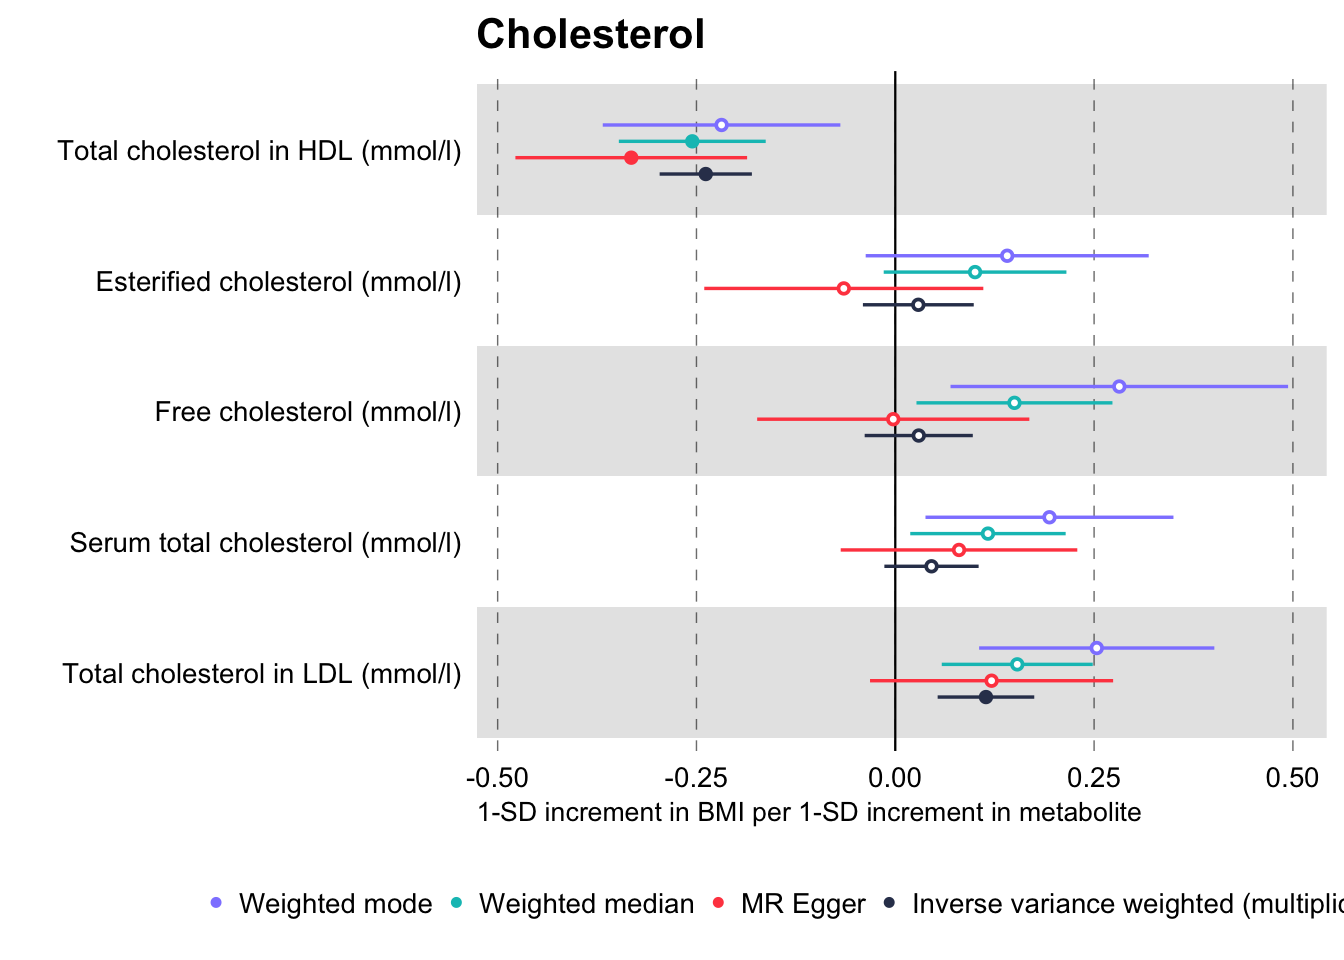 Cholesterol
Total cholesterol in HDL (mmol/l)
Esterified cholesterol (mmol/l)
Free cholesterol (mmol/l)
Serum total cholesterol (mmol/l)
Total cholesterol in LDL (mmol/l)
-0.50 -0.25 0.00 0.25 0.50
1-SD increment in BMI per 1-SD increment in metabolite
Weighted mode Weighted median MR Egger Inverse variance weighted